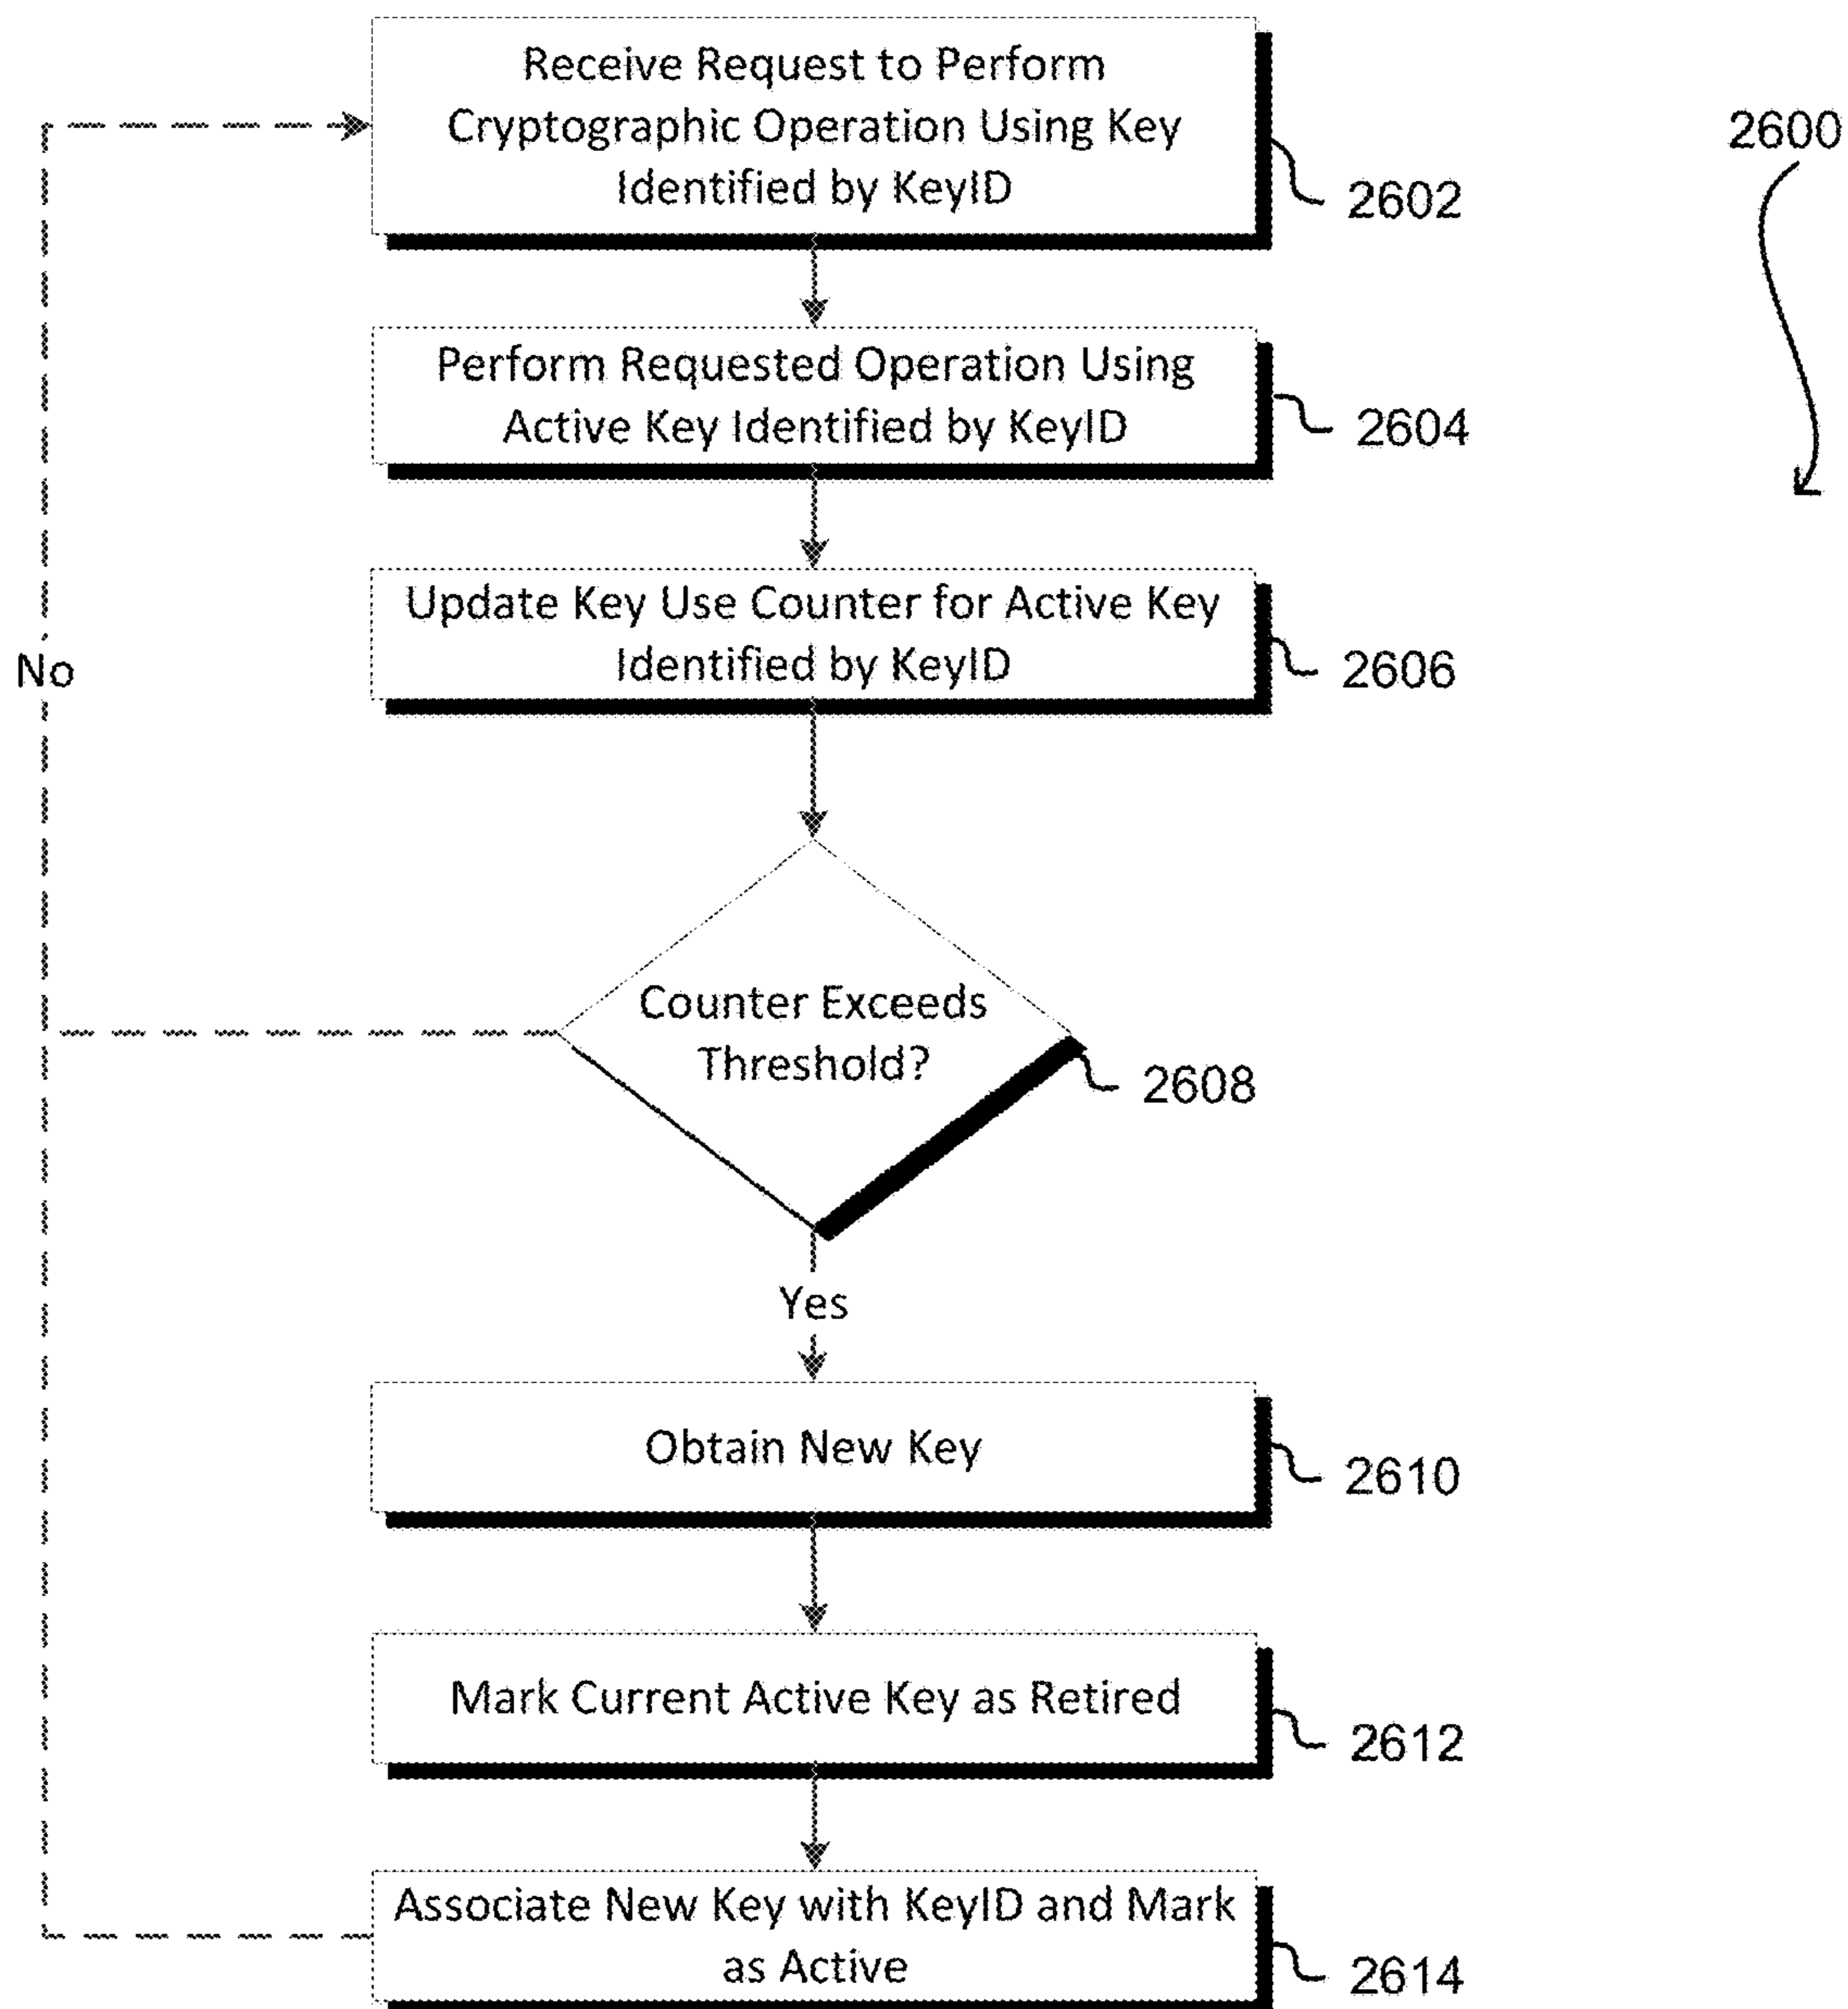 Receive Request to Perform
Cryptographic Operation Using Key
Identified by KeyID
2602
2600
Perform Requested Operation Using
Active Key Identified by KeyID
2604
Update Key Use Counter for Active Key
Identified by KeyID
2606
No
Counter Exceeds
Threshold?
2608
Yes
Obtain New Key
2610
Mark Current Active Key as Retired
2612
Associate New Key with KeyID and Mark
as Active
2614